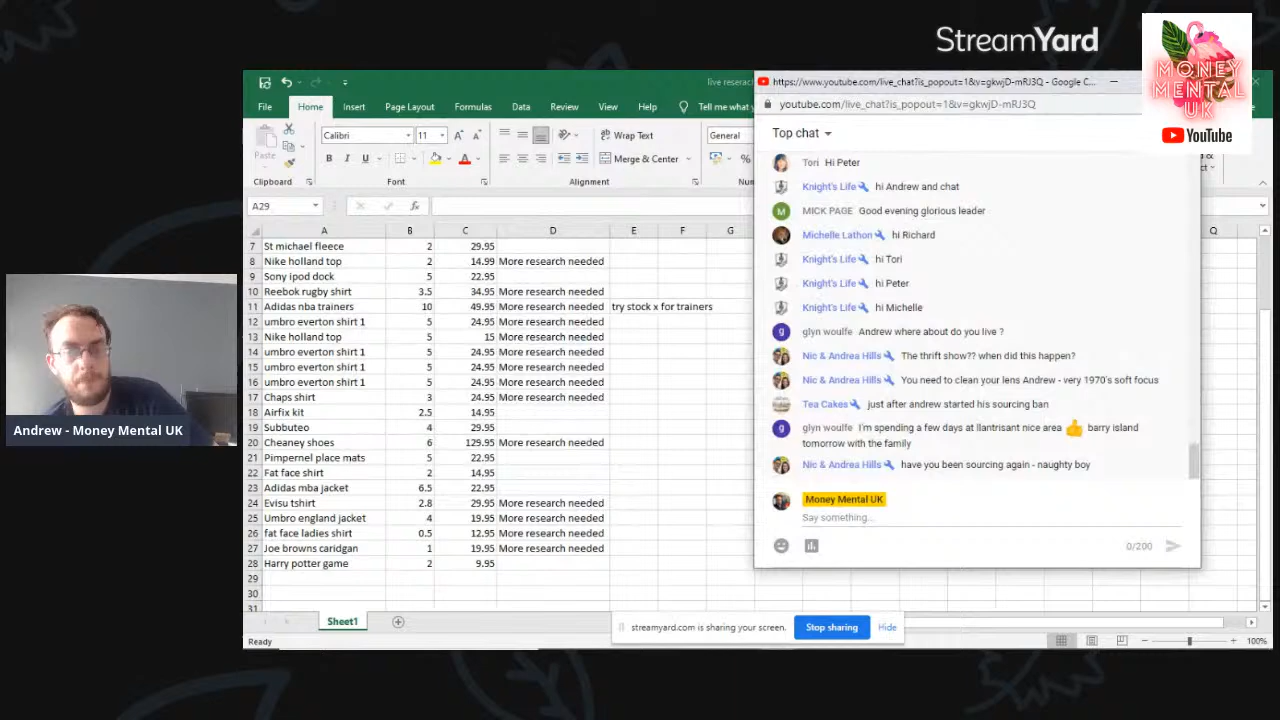 StreamYard
MONEY
MENTAL
UK
YouTube
live
https://www.youtube.com/live_chat?is_popout=1&v=gkwjD-mRJ3Q - Google C...
youtube.com/live_chat?is_popout=1&v=gkwjD-mRJ3Q
File Home Insert Page Layout Formulas Data Review View Help Tell me what
Calibri 11 Wrap Text General
Paste B I U Merge & Center %
Clipboard Font Alignment
A29 fx
A B C D E F G Q
7 St michael fleece 2 29.95
8 Nike holland top 2 14.99 More research needed
9 Sony ipod dock 5 22.95
10 Reebok rugby shirt 3.5 34.95 More research needed
11 Adidas nba trainers 10 49.95 More research needed try stock x for trainers
12 umbro everton shirt 1 5 24.95 More research needed
13 Nike holland top 5 15 More research needed
14 umbro everton shirt 1 5 24.95 More research needed
15 umbro everton shirt 1 5 24.95 More research needed
16 umbro everton shirt 1 5 24.95 More research needed
17 Chaps shirt 3 24.95 More research needed
18 Airfix kit 2.5 14.95
19 Subbuteo 4 29.95
20 Cheaney shoes 6 129.95 More research needed
21 Pimpernel place mats 5 22.95
22 Fat face shirt 2 14.95
23 Adidas mba jacket 6.5 22.95
24 Evisu tshirt 2.8 29.95 More research needed
25 Umbro england jacket 4 19.95 More research needed
26 fat face ladies shirt 0.5 12.95 More research needed
27 Joe browns caridgan 1 19.95 More research needed
28 Harry potter game 2 9.95
29
30
31
Sheet1
Ready
100%
Top chat
Tori Hi Peter
Knight's Life hi Andrew and chat
M MICK PAGE Good evening glorious leader
Michelle Lathon hi Richard
Knight's Life hi Tori
Knight's Life hi Peter
Knight's Life hi Michelle
g glyn woulfe Andrew where about do you live ?
Nic & Andrea Hills The thrift show?? when did this happen?
Nic & Andrea Hills You need to clean your lens Andrew - very 1970's soft focus
Tea Cakes just after andrew started his sourcing ban
g glyn woulfe I'm spending a few days at llantrisant nice area 👍 barry island
tomorrow with the family
Nic & Andrea Hills have you been sourcing again - naughty boy
Money Mental UK
Say something...
0/200
streamyard.com is sharing your screen. Stop sharing Hide
Andrew - Money Mental UK